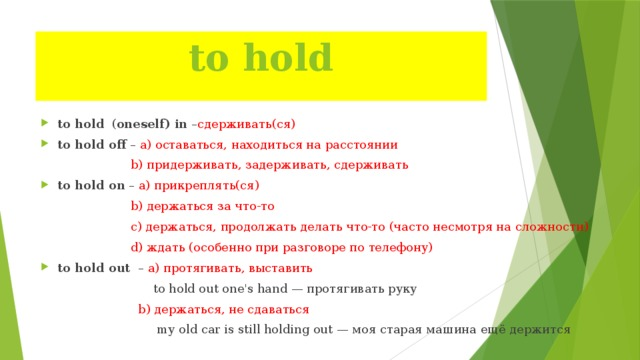 to hold
to hold (oneself) in –сдерживать(ся)
to hold off – a) оставаться, находиться на расстоянии
b) придерживать, задерживать, сдерживать
to hold on – a) прикреплять(ся)
b) держаться за что-то
c) держаться, продолжать делать что-то (часто несмотря на сложности)
d) ждать (особенно при разговоре по телефону)
to hold out – a) протягивать, выставить
to hold out one's hand — протягивать руку
b) держаться, не сдаваться
my old car is still holding out — моя старая машина ещё держится